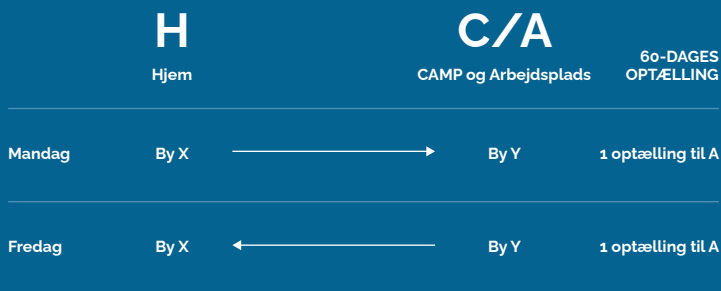 H
C/A
Hjem
CAMP og Arbejdsplads
60-DAGES
OPTÆLLING
Mandag By X By Y 1 optælling til A
Fredag By X By Y 1 optælling til A